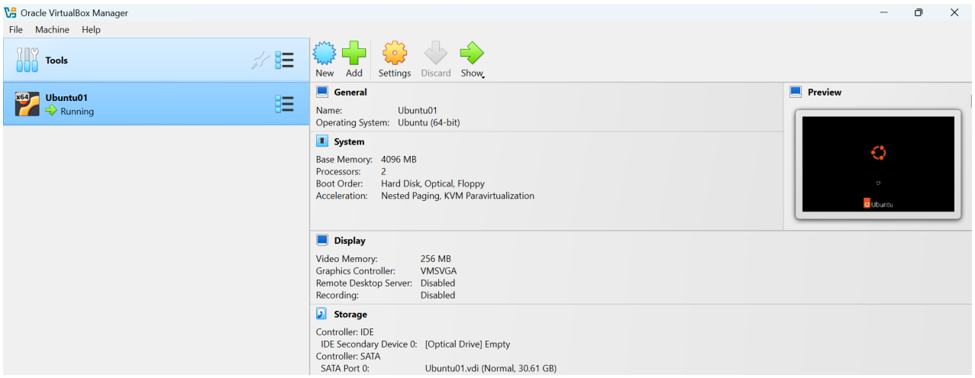 Oracle VirtualBox Manager
File Machine Help
Tools
x64
Ubuntu01
Running
New Add Settings Discard Show
General
Name: Ubuntu01
Operating System: Ubuntu (64-bit)
Preview
Ubuntu
System
Base Memory: 4096 MB
Processors: 2
Boot Order: Hard Disk, Optical, Floppy
Acceleration: Nested Paging, KVM Paravirtualization
Display
Video Memory: 256 MB
Graphics Controller: VMSVGA
Remote Desktop Server: Disabled
Recording: Disabled
Storage
Controller: IDE
IDE Secondary Device 0: [Optical Drive] Empty
Controller: SATA
SATA Port 0: Ubuntu01.vdi (Normal, 30.61 GB)